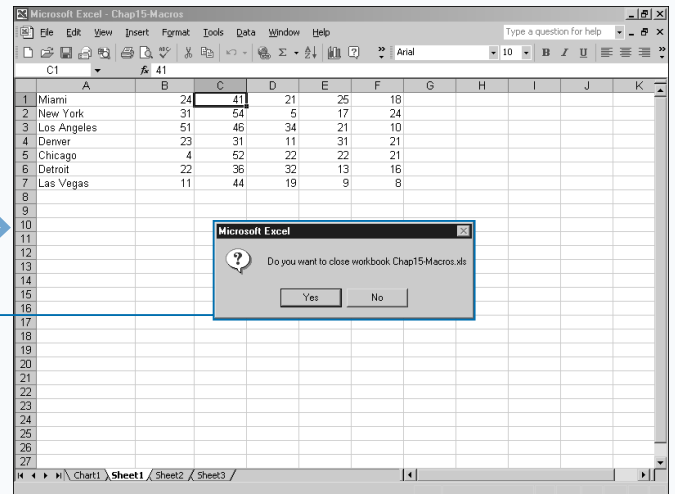 Microsoft Excel - Chap15-Macros
File Edit View Insert Format Tools Data Window Help Type a question for help
Arial 10 B I U
C1 fx 41
A B C D E F G H I J K
1 Miami 24 41 21 25 18
2 New York 31 54 5 17 24
3 Los Angeles 51 46 34 21 10
4 Denver 23 31 11 31 21
5 Chicago 4 52 22 22 21
6 Detroit 22 36 32 13 16
7 Las Vegas 11 44 19 9 8
8
9
10
11
12
13
14
15
16
17
18
19
20
21
22
23
24
25
26
27
Microsoft Excel
Do you want to close workbook Chap15-Macros.xls
Yes No
Chart1 Sheet1 Sheet2 Sheet3